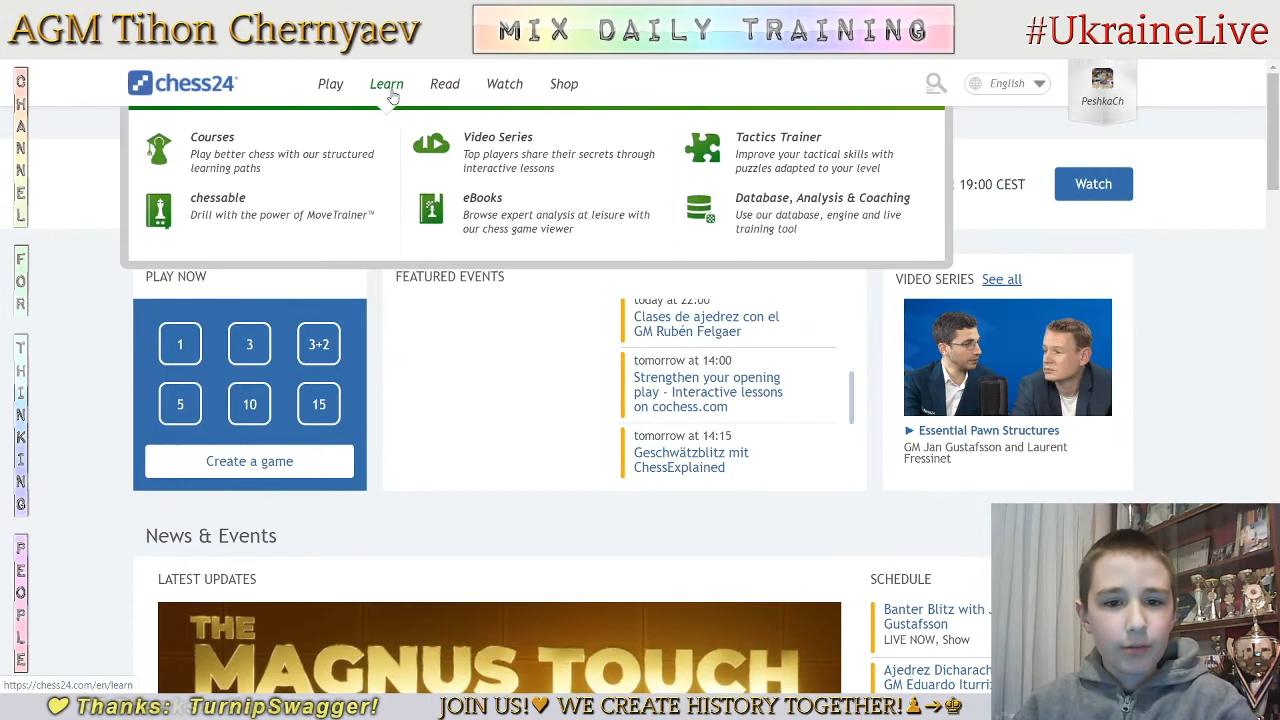 AGM Tihon Chernyaev
MIX DAILY TRAINING
#UkraineLive
CHANNEL
FOR
THINKING
PEOPLE
chess24
Play
Learn
Read
Watch
Shop
English
PeshkaCh
Courses
Play better chess with our structured
learning paths
chessable
Drill with the power of MoveTrainer™
Video Series
Top players share their secrets through
interactive lessons
eBooks
Browse expert analysis at leisure with
our chess game viewer
Tactics Trainer
Improve your tactical skills with
puzzles adapted to your level
Database, Analysis & Coaching
Use our database, engine and live
training tool
19:00 CEST
Watch
PLAY NOW
1
3
3+2
5
10
15
Create a game
FEATURED EVENTS
today at 22:00
Clases de ajedrez con el
GM Rubén Felgaer
tomorrow at 14:00
Strengthen your opening
play - Interactive lessons
on cochess.com
tomorrow at 14:15
Geschwätzblitz mit
ChessExplained
VIDEO SERIES See all
► Essential Pawn Structures
GM Jan Gustafsson and Laurent
Fressinet
News & Events
LATEST UPDATES
THE
MAGNUS TOUCH
SCHEDULE
Banter Blitz with
Gustafsson
LIVE NOW, Show
Ajedrez Dicharach
GM Eduardo Iturri
https://chess24.com/en/learn
Thanks: TurnipSwagger!
JOIN US! WE CREATE HISTORY TOGETHER!